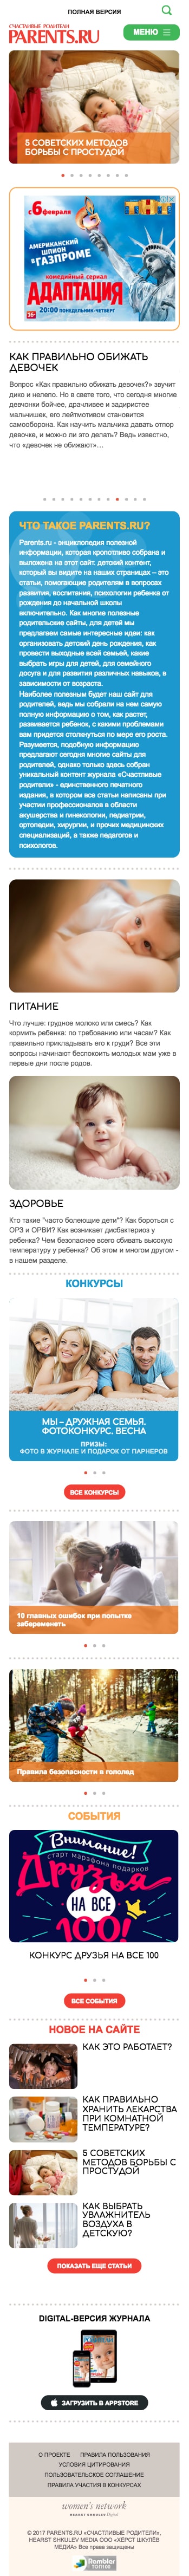 ПОЛНАЯ ВЕРСИЯ
СЧАСТЛИВЫЕ РОДИТЕЛИ
PARENTS.RU
МЕНЮ
5 СОВЕТСКИХ МЕТОДОВ
БОРЬБЫ С ПРОСТУДОЙ
с 6 февраля
ТНТ
АМЕРИКАНСКИЙ
ШПИОН
в ГАЗПРОМЕ
комедийный сериал
АДАПТАЦИЯ
16+ 20:00 понедельник-четверг
КАК ПРАВИЛЬНО ОБИЖАТЬ
ДЕВОЧЕК
Вопрос «Как правильно обижать девочек?» звучит
дико и нелепо. Но в свете того, что сегодня многие
девочки бойчее, драчливее и задиристее
мальчишек, его нейтитивом становится
самооборона. Как научить мальчика давать отпор
девочке, и можно ли это делать? Ведь известно,
что «девочек не обижают»…
ЧТО ТАКОЕ PARENTS.RU?
Parents.ru - энциклопедия полезной
информации, которая кропотливо собрана и
выложена на этот сайт. детский контент,
который вы видите на наших страницах – это
статьи, помогающие родителям в вопросах
развития, воспитания, психологии ребенка от
рождения до начальной школы
включительно. Как многие полезные
родительские сайты, для детей мы
предлагаем самые интересные идеи: как
организовать детский день рождения, как
провести выходные всей семьей, какие
выбрать игры для детей, для семейного
досуга и для развития различных навыков, в
зависимости от возраста.
Наиболее полезным будет наш сайт для
родителей, ведь мы собрали на нем самую
полную информацию о том, как растет,
развивается ребенок, с какими проблемами
вам придется столкнуться по мере его роста.
Разумеется, подобную информацию
предлагают сегодня многие сайты для
родителей, однако только здесь собран
уникальный контент журнала «Счастливые
родители» - единственного печатного
издания, в котором все статьи написаны при
участии профессионалов в области
акушерства и гинекологии, педиатрии,
ортопедии, хирургии, и прочих медицинских
специализаций, а также педагогов и
психологов.
ПИТАНИЕ
Что лучше: грудное молоко или смесь? Как
кормить ребенка: по требованию или часам? Как
правильно прикладывать его к груди? Все эти
вопросы начинают беспокоить молодых мам уже в
первые дни после родов.
ЗДОРОВЬЕ
Кто такие "часто болеющие дети"? Как бороться с
ОРЗ и ОРВИ? Как возникает дисбактериоз у
ребенка? Чем безопаснее всего сбивать высокую
температуру у ребенка? Об этом и многом другом -
в нашем разделе.
КОНКУРСЫ
МЫ – ДРУЖНАЯ СЕМЬЯ.
ФОТОКОНКУРС. ВЕСНА
ПРИЗЫ:
ФОТО В ЖУРНАЛЕ И ПОДАРОК ОТ ПАРНЕРОВ
ВСЕ КОНКУРСЫ
10 главных ошибок при попытке
забеременеть
Правила безопасности в гололед
СОБЫТИЯ
Внимание!
старт марафона подарков
Друзья
НА ВСЕ
100!
КОНКУРС ДРУЗЬЯ НА ВСЕ 100
ВСЕ СОБЫТИЯ
НОВОЕ НА САЙТЕ
КАК ЭТО РАБОТАЕТ?
КАК ПРАВИЛЬНО
ХРАНИТЬ ЛЕКАРСТВА
ПРИ КОМНАТНОЙ
ТЕМПЕРАТУРЕ?
5 СОВЕТСКИХ
МЕТОДОВ БОРЬБЫ С
ПРОСТУДОЙ
КАК ВЫБРАТЬ
УВЛАЖНИТЕЛЬ
ВОЗДУХА В
ДЕТСКУЮ?
ПОКАЗАТЬ ЕЩЕ СТАТЬИ
DIGITAL-ВЕРСИЯ ЖУРНАЛА
ЗАГРУЗИТЬ В APPSTORE
О ПРОЕКТЕ ПРАВИЛА ПОЛЬЗОВАНИЯ
УСЛОВИЯ ЦИТИРОВАНИЯ
ПОЛЬЗОВАТЕЛЬСКОЕ СОГЛАШЕНИЕ
ПРАВИЛА УЧАСТИЯ В КОНКУРСАХ
women's network
HEARST SHKULEV Digital
© 2017 PARENTS.RU «СЧАСТЛИВЫЕ РОДИТЕЛИ»,
HEARST SHKULEV MEDIA ООО «ХЁРСТ ШКУЛЁВ
МЕДИА» Все права защищены
Rambler
TOP100